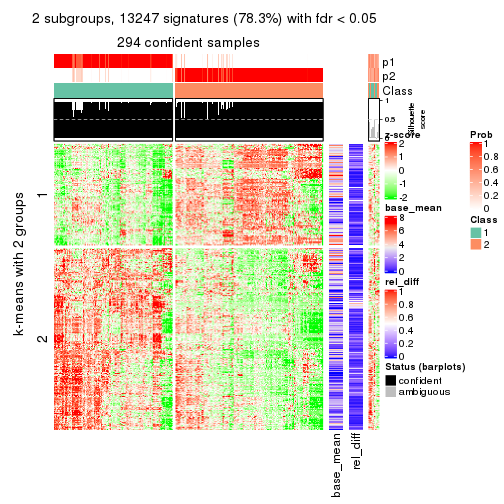 2 subgroups, 13247 signatures (78.3%) with fdr < 0.05
294 confident samples
p1
p2
Class
1
0.5
0
Silhouette
score
k-means with 2 groups
1
2
base_mean
rel_diff
z-score
2
1
0
-1
-2
base_mean
8
6
4
2
0
rel_diff
1
0.8
0.6
0.4
0.2
0
Status (barplots)
confident
ambiguous
Prob
1
0.8
0.6
0.4
0.2
0
Class
1
2